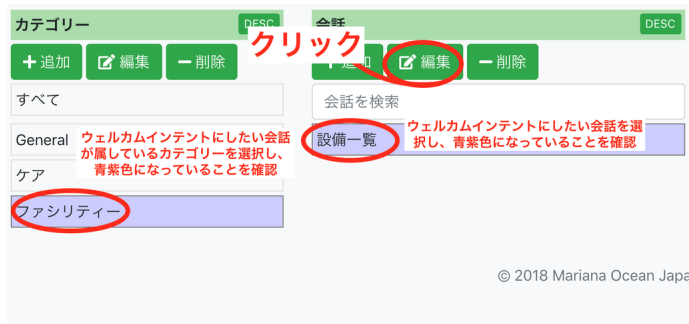 カテゴリー
DESC
追加
編集
削除
すべて
General
ケア
ファシリティー
ウェルカムインテントにしたい会話
が属しているカテゴリーを選択し、
青紫色になっていることを確認
クリック
会話
DESC
追加
編集
削除
会話を検索
設備一覧
ウェルカムインテントにしたい会話を選
択し、青紫色になっていることを確認
© 2018 Mariana Ocean Japa